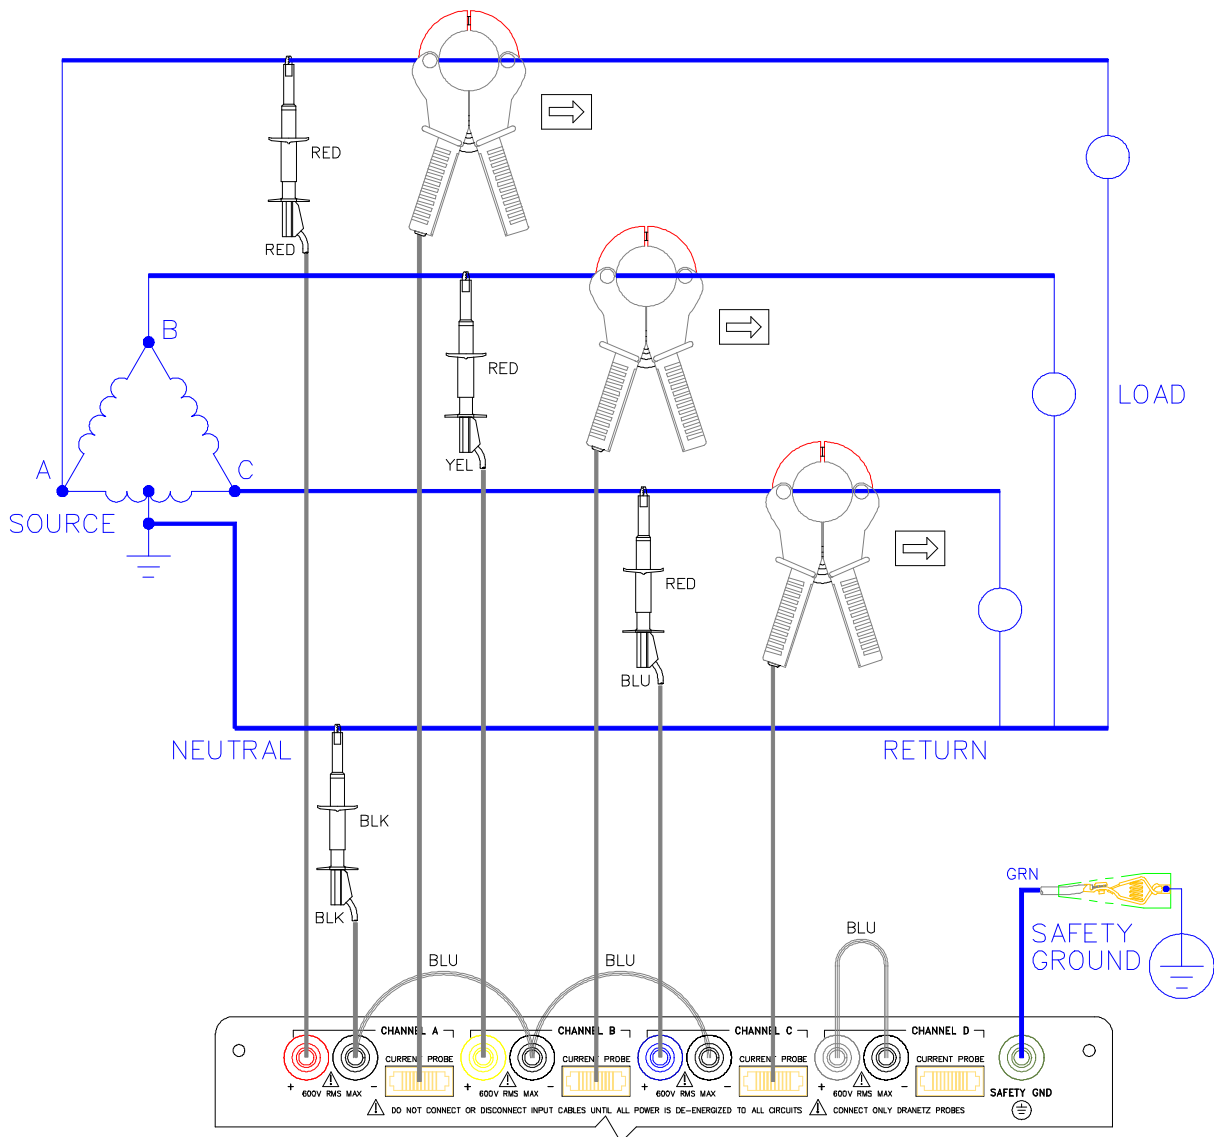 RED
RED
B
RED
LOAD
YEL
A
C
SOURCE
RED
BLU
NEUTRAL
RETURN
BLK
BLK
GRN
SAFETY
GROUND
BLU
BLU
BLU
CHANNEL A
CHANNEL B
CHANNEL C
CHANNEL D
CURRENT PROBE
CURRENT PROBE
CURRENT PROBE
CURRENT PROBE
+ 600V RMS MAX -
+ 600V RMS MAX -
+ 600V RMS MAX -
+ 600V RMS MAX -
SAFETY GND
DO NOT CONNECT OR DISCONNECT INPUT CABLES UNTIL ALL POWER IS DE-ENERGIZED TO ALL CIRCUITS
CONNECT ONLY DRANETZ PROBES